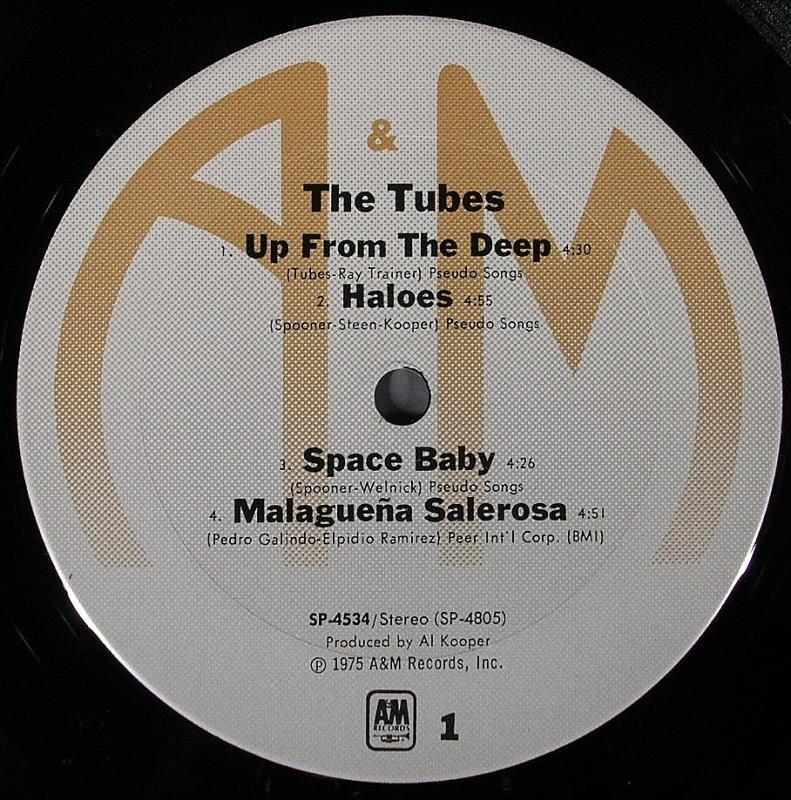 A & M
The Tubes
1. Up From The Deep 4:30
(Tubes-Ray Trainer) Pseudo Songs
2. Haloes 4:55
(Spooner-Steen-Kooper) Pseudo Songs
3. Space Baby 4:26
(Spooner-Welnick) Pseudo Songs
4. Malagueña Salerosa 4:51
(Pedro Galindo-Elpidio Ramirez) Peer Int'l Corp. (BMI)
SP-4534/Stereo (SP-4805)
Produced by Al Kooper
℗ 1975 A&M Records, Inc.
A&M
RECORDS
1